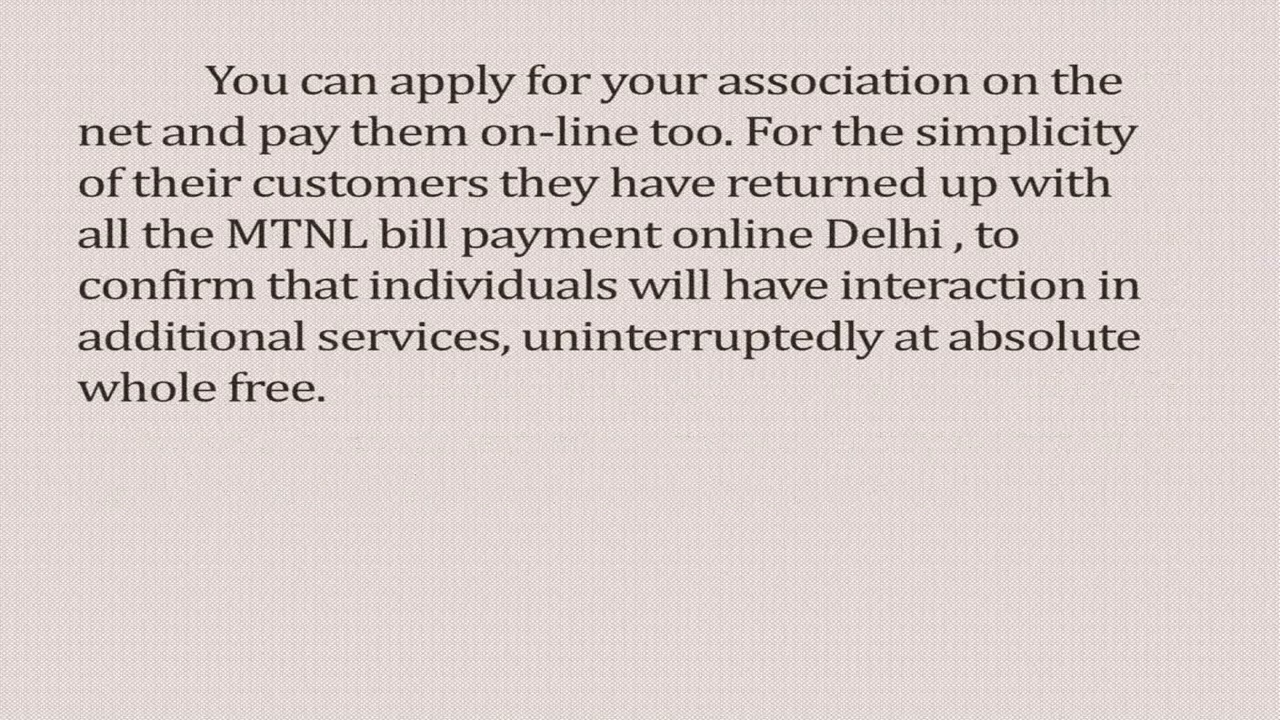 You can apply for your association on the
net and pay them on-line too. For the simplicity
of their customers they have returned up with
all the MTNL bill payment online Delhi , to
confirm that individuals will have interaction in
additional services, uninterruptedly at absolute
whole free.